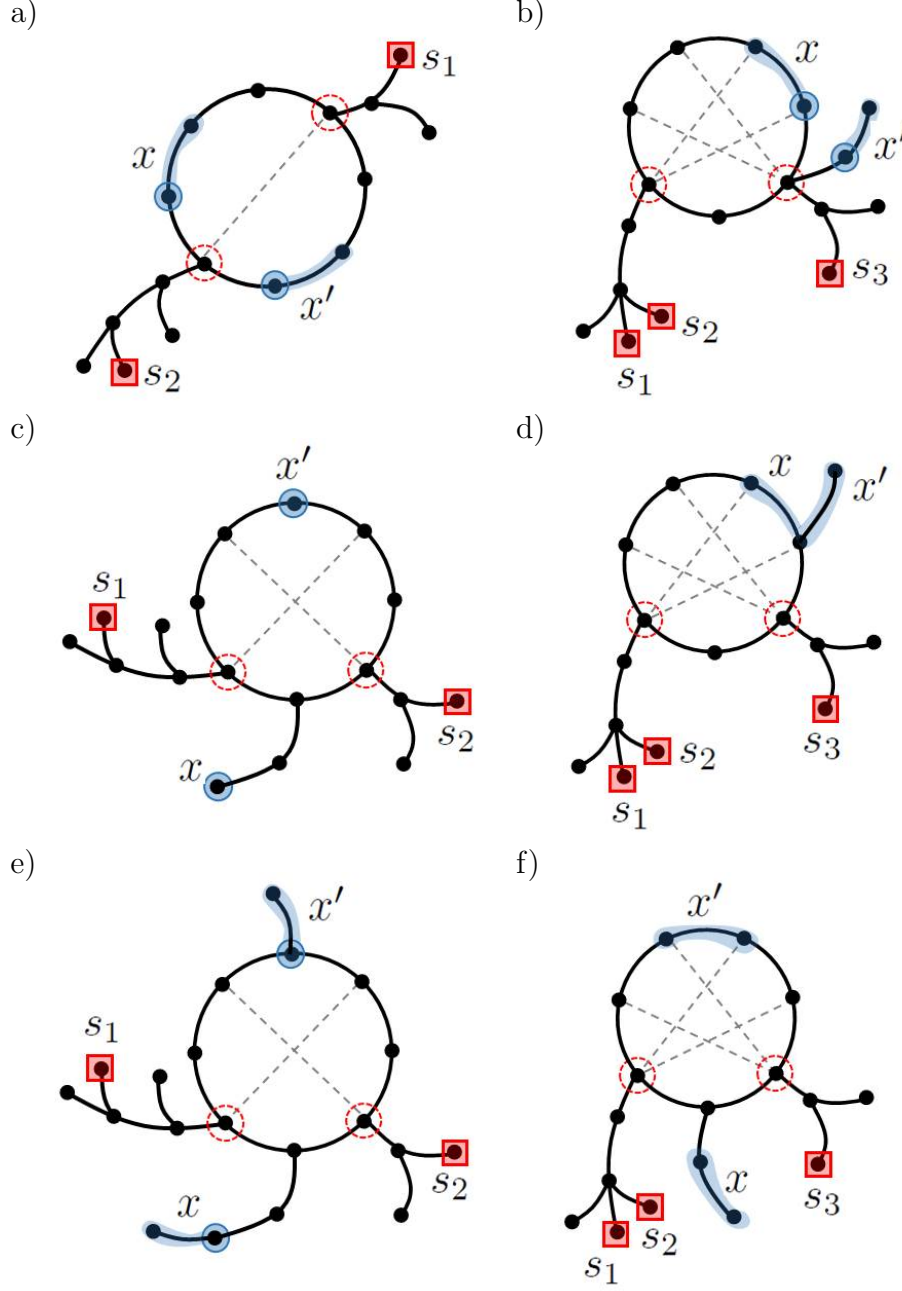 a)
s₁
x
x′
s₂
b)
x
x′
s₃
s₂
s₁
c)
x′
s₁
s₂
x
d)
x
x′
s₂
s₃
s₁
e)
x′
s₁
s₂
x
f)
x′
x
s₃
s₂
s₁